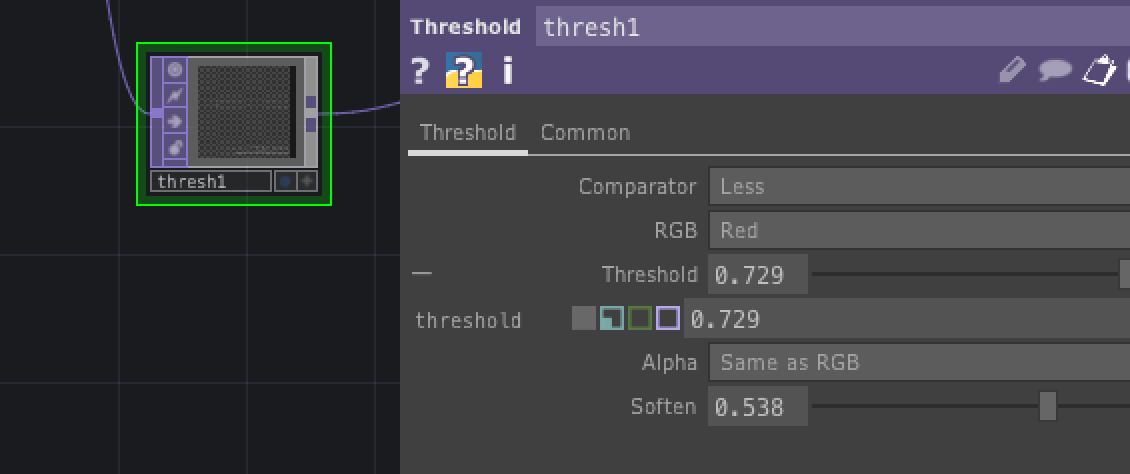 Threshold thresh1
? ? i
Threshold Common
thresh1
Comparator Less
RGB Red
Threshold 0.729
threshold 0.729
Alpha Same as RGB
Soften 0.538